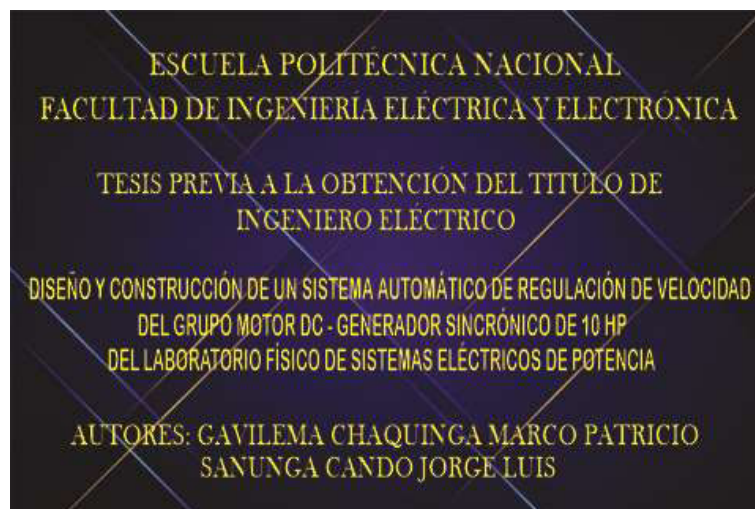 ESCUELA POLITÉCNICA NACIONAL
FACULTAD DE INGENIERÍA ELÉCTRICA Y ELECTRÓNICA
TESIS PREVIA A LA OBTENCIÓN DEL TITULO DE
INGENIERO ELÉCTRICO
DISEÑO Y CONSTRUCCIÓN DE UN SISTEMA AUTOMÁTICO DE REGULACIÓN DE VELOCIDAD
DEL GRUPO MOTOR DC - GENERADOR SINCRÓNICO DE 10 HP
DEL LABORATORIO FÍSICO DE SISTEMAS ELÉCTRICOS DE POTENCIA
AUTORES: GAVILEMA CHAQUINGA MARCO PATRICIO
SANUNGA CANDO JORGE LUIS